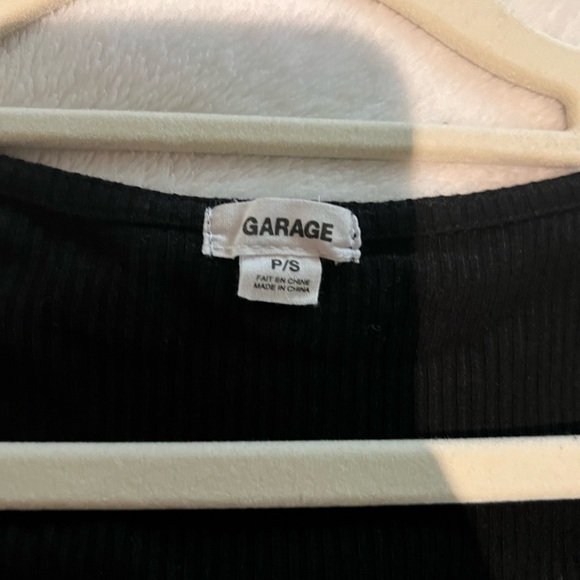 GARAGE
P/S
FAIT EN CHINE
MADE IN CHINA